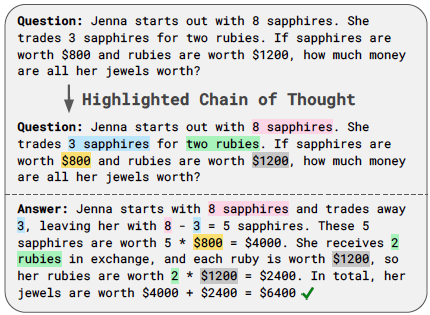 Question: Jenna starts out with 8 sapphires. She
trades 3 sapphires for two rubies. If sapphires are
worth $800 and rubies are worth $1200, how much money
are all her jewels worth?
Highlighted Chain of Thought
Question: Jenna starts out with 8 sapphires. She
trades 3 sapphires for two rubies. If sapphires are
worth $800 and rubies are worth $1200, how much money
are all her jewels worth?
Answer: Jenna starts with 8 sapphires and trades away
3, leaving her with 8 - 3 = 5 sapphires. These 5
sapphires are worth 5 * $800 = $4000. She receives 2
rubies in exchange, and each ruby is worth $1200, so
her rubies are worth 2 * $1200 = $2400. In total, her
jewels are worth $4000 + $2400 = $6400 ✓